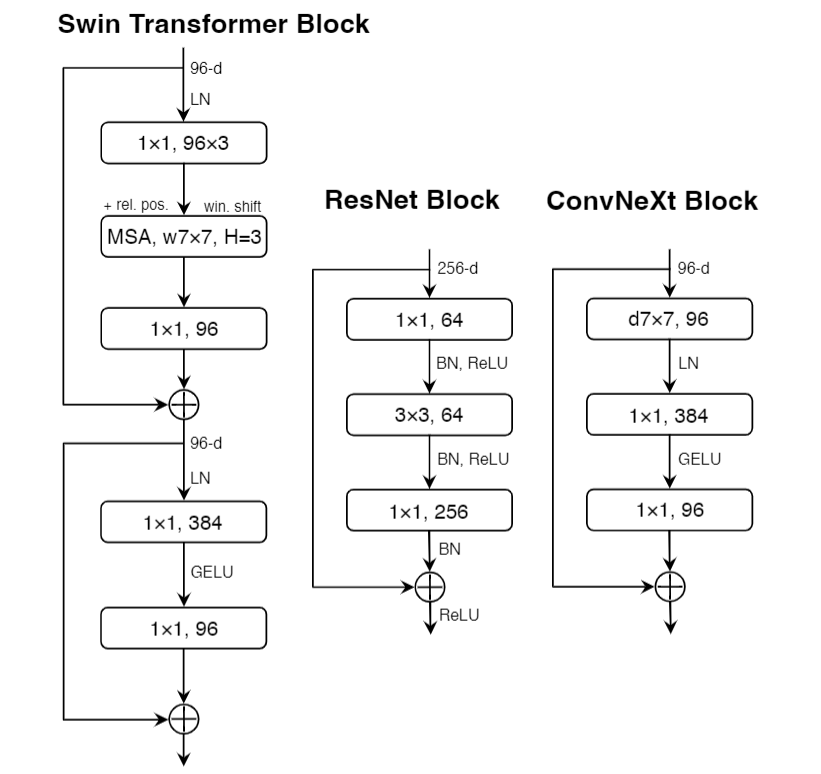 Swin Transformer Block
96-d
LN
1×1, 96×3
+ rel. pos. win. shift
MSA, w7×7, H=3
1×1, 96
96-d
LN
1×1, 384
GELU
1×1, 96
ResNet Block
256-d
1×1, 64
BN, ReLU
3×3, 64
BN, ReLU
1×1, 256
BN
ReLU
ConvNeXt Block
96-d
d7×7, 96
LN
1×1, 384
GELU
1×1, 96